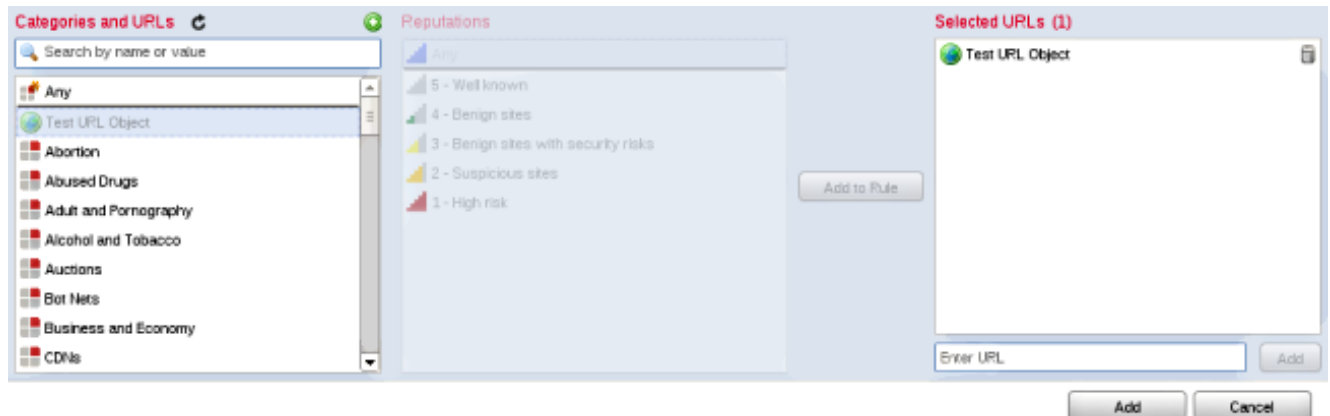 Categories and URLs
Search by name or value
Any
Test URL Object
Abortion
Abused Drugs
Adult and Pornography
Alcohol and Tobacco
Auctions
Bot Nets
Business and Economy
CDNs
Reputations
Any
5 - Well known
4 - Benign sites
3 - Benign sites with security risks
2 - Suspicious sites
1 - High risk
Add to Rule
Selected URLs (1)
Test URL Object
Enter URL
Add
Add
Cancel